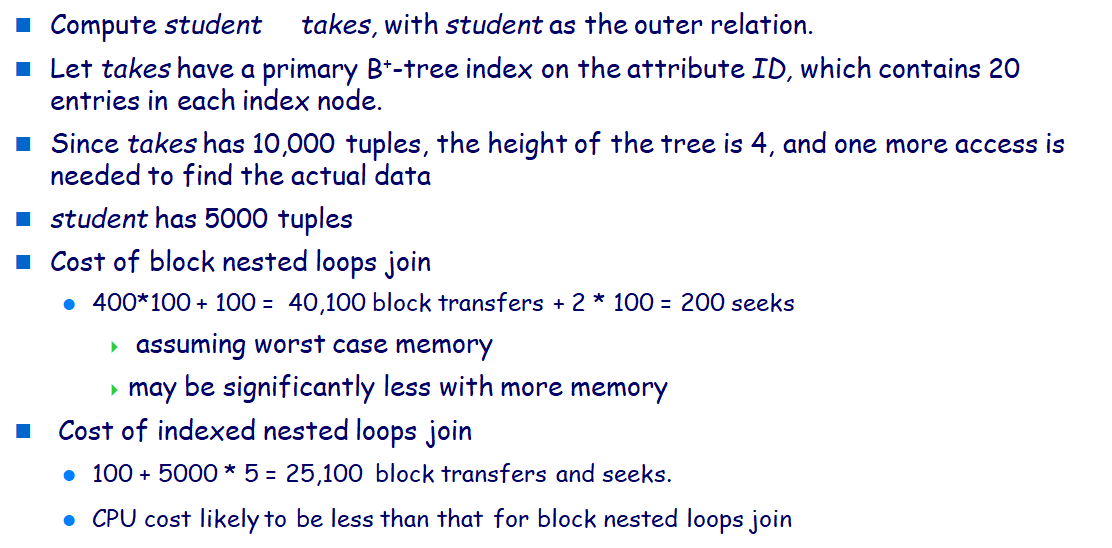 Compute student takes, with student as the outer relation.
Let takes have a primary B⁺-tree index on the attribute ID, which contains 20
entries in each index node.
Since takes has 10,000 tuples, the height of the tree is 4, and one more access is
needed to find the actual data
student has 5000 tuples
Cost of block nested loops join
400*100 + 100 = 40,100 block transfers + 2 * 100 = 200 seeks
assuming worst case memory
may be significantly less with more memory
Cost of indexed nested loops join
100 + 5000 * 5 = 25,100 block transfers and seeks.
CPU cost likely to be less than that for block nested loops join